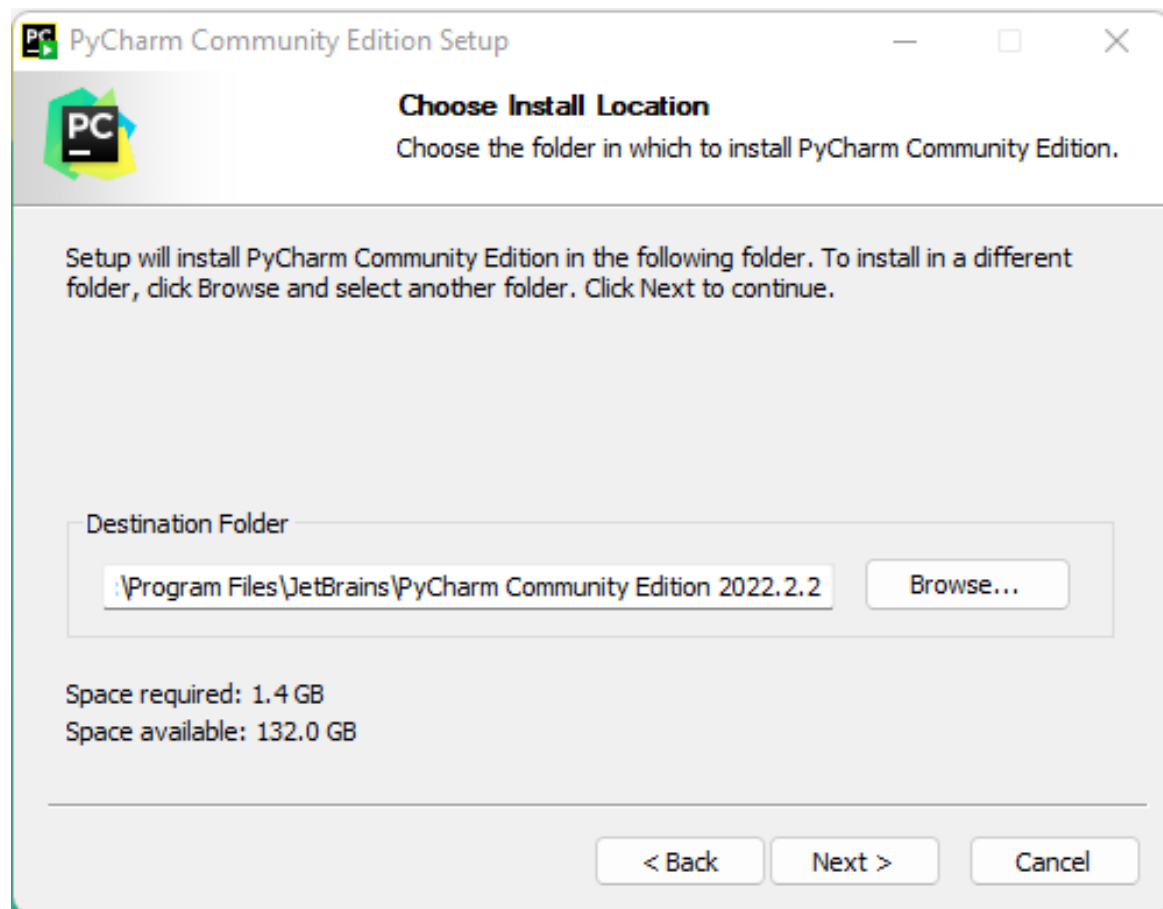 PyCharm Community Edition Setup
PC
Choose Install Location
Choose the folder in which to install PyCharm Community Edition.
Setup will install PyCharm Community Edition in the following folder. To install in a different
folder, click Browse and select another folder. Click Next to continue.
Destination Folder
:\Program Files\JetBrains\PyCharm Community Edition 2022.2.2
Browse...
Space required: 1.4 GB
Space available: 132.0 GB
< Back
Next >
Cancel